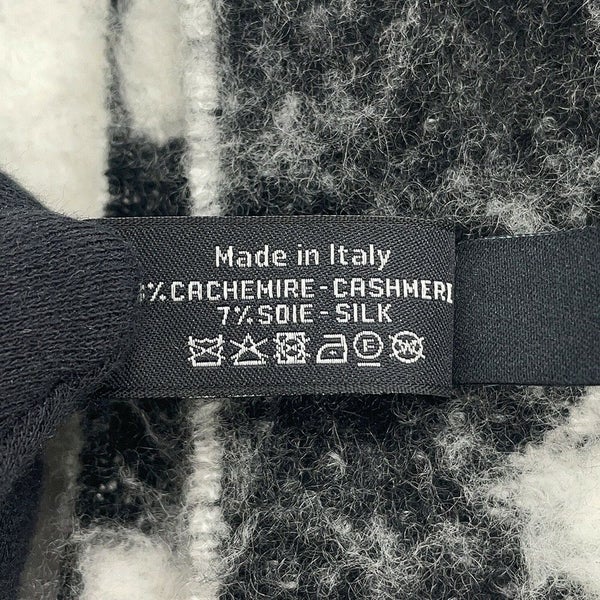 Made in Italy
% CACHEMIRE - CASHMERE
7% SOIE - SILK
F W